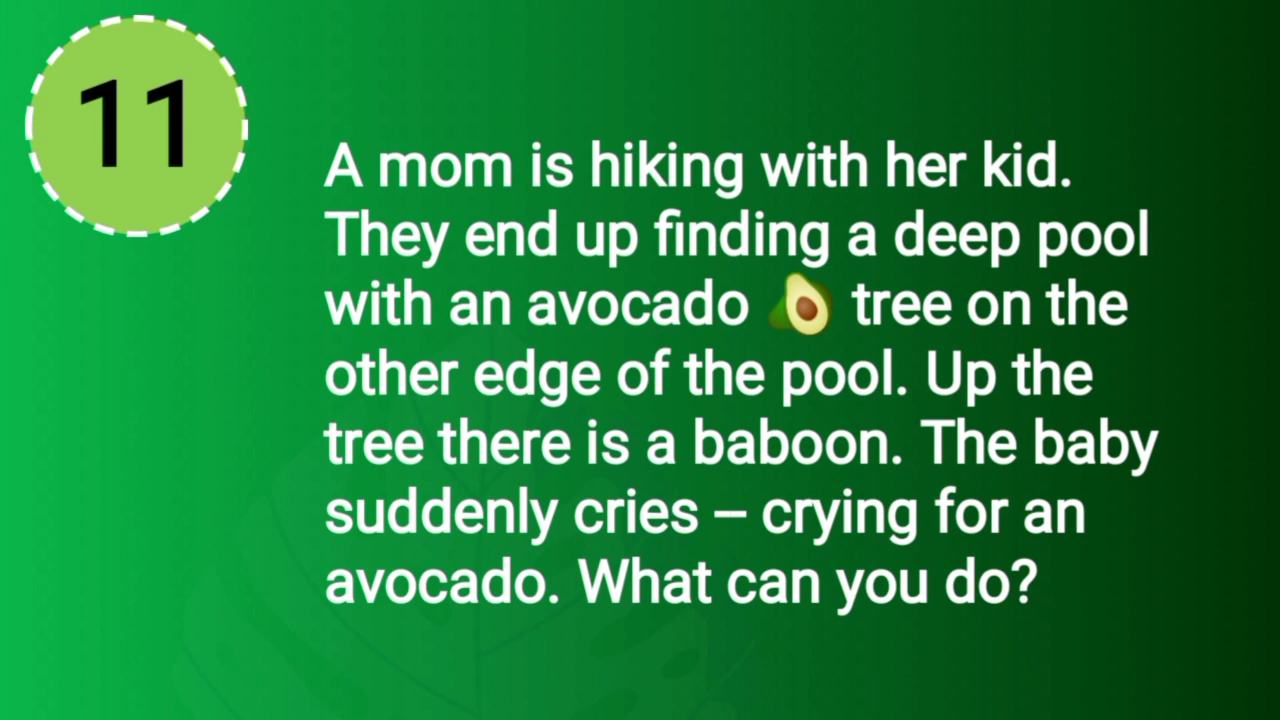 11
A mom is hiking with her kid.
They end up finding a deep pool
with an avocado 🥑 tree on the
other edge of the pool. Up the
tree there is a baboon. The baby
suddenly cries – crying for an
avocado. What can you do?